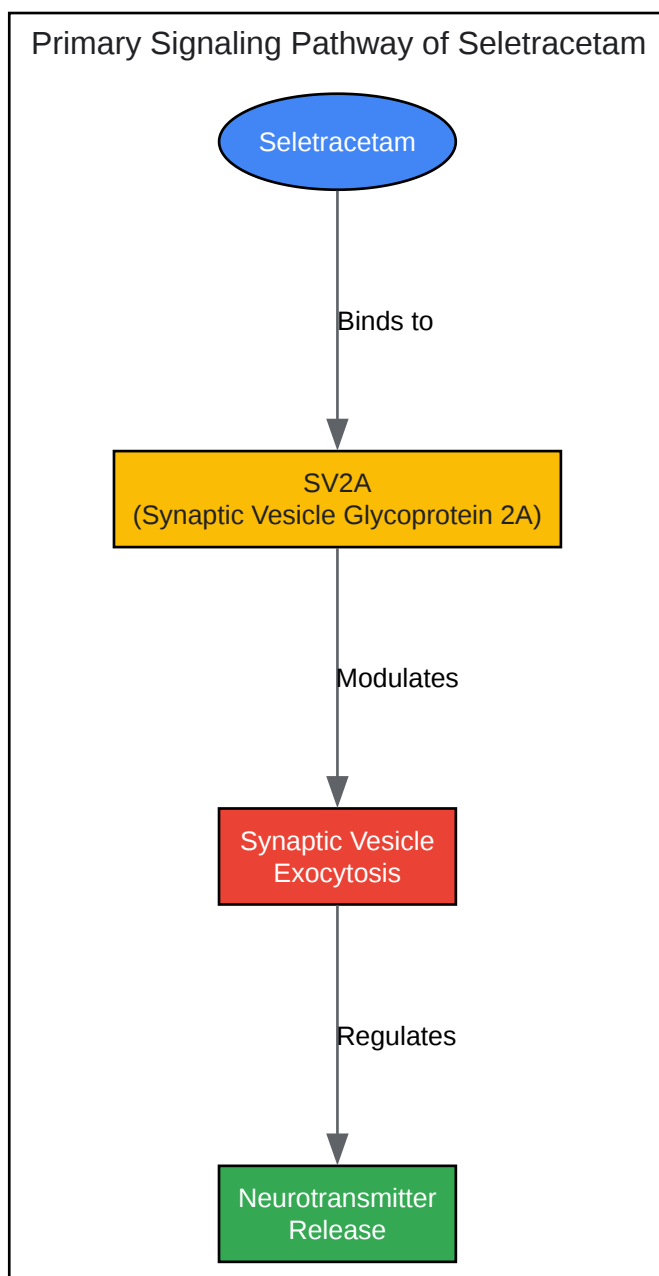 Primary Signaling Pathway of Seletracetam
Seletracetam
Binds to
SV2A
(Synaptic Vesicle Glycoprotein 2A)
Modulates
Synaptic Vesicle
Exocytosis
Regulates
Neurotransmitter
Release